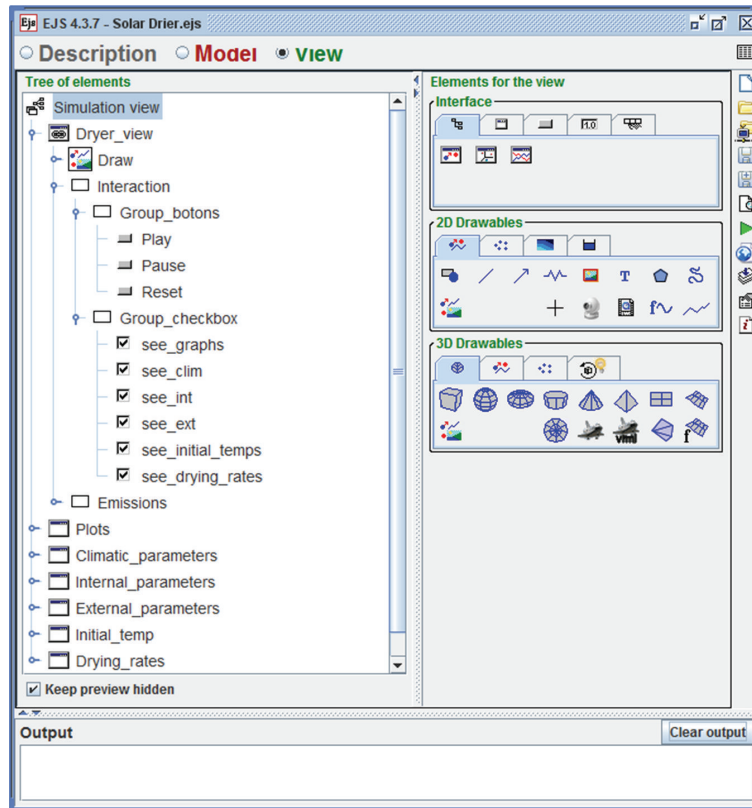 Ejs EJS 4.3.7 - Solar Drier.ejs
Description Model View
Tree of elements
Simulation view
Dryer_view
Draw
Interaction
Group_botons
Play
Pause
Reset
Group_checkbox
see_graphs
see_clim
see_int
see_ext
see_initial_temps
see_drying_rates
Emissions
Plots
Climatic_parameters
Internal_parameters
External_parameters
Initial_temp
Drying_rates
Keep preview hidden
Elements for the view
Interface
2D Drawables
T
f
3D Drawables
vrml
f
Output
Clear output